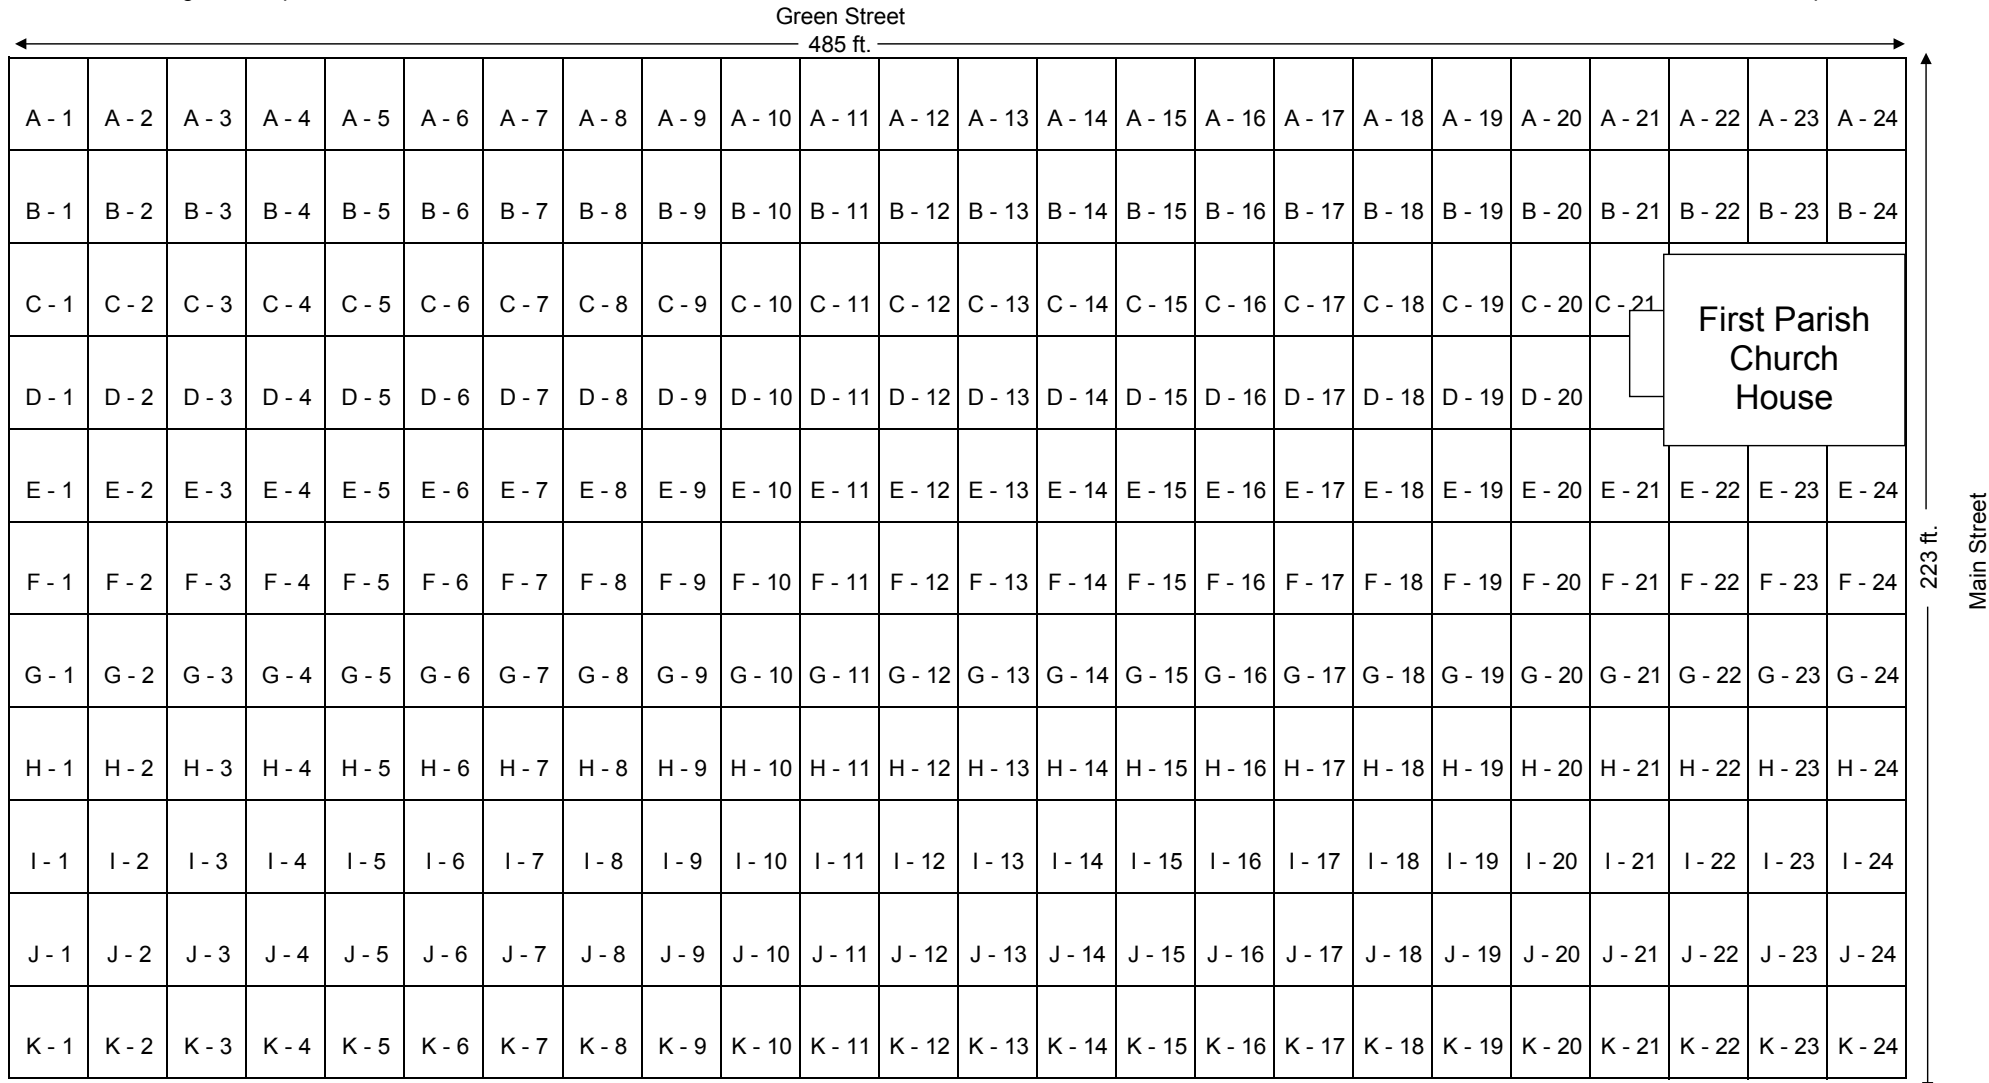 Green Street
485 ft.
A - 1 A - 2 A - 3 A - 4 A - 5 A - 6 A - 7 A - 8 A - 9 A - 10 A - 11 A - 12 A - 13 A - 14 A - 15 A - 16 A - 17 A - 18 A - 19 A - 20 A - 21 A - 22 A - 23 A - 24
B - 1 B - 2 B - 3 B - 4 B - 5 B - 6 B - 7 B - 8 B - 9 B - 10 B - 11 B - 12 B - 13 B - 14 B - 15 B - 16 B - 17 B - 18 B - 19 B - 20 B - 21 B - 22 B - 23 B - 24
C - 1 C - 2 C - 3 C - 4 C - 5 C - 6 C - 7 C - 8 C - 9 C - 10 C - 11 C - 12 C - 13 C - 14 C - 15 C - 16 C - 17 C - 18 C - 19 C - 20 C - 21
First Parish
Church
House
D - 1 D - 2 D - 3 D - 4 D - 5 D - 6 D - 7 D - 8 D - 9 D - 10 D - 11 D - 12 D - 13 D - 14 D - 15 D - 16 D - 17 D - 18 D - 19 D - 20
E - 1 E - 2 E - 3 E - 4 E - 5 E - 6 E - 7 E - 8 E - 9 E - 10 E - 11 E - 12 E - 13 E - 14 E - 15 E - 16 E - 17 E - 18 E - 19 E - 20 E - 21 E - 22 E - 23 E - 24
F - 1 F - 2 F - 3 F - 4 F - 5 F - 6 F - 7 F - 8 F - 9 F - 10 F - 11 F - 12 F - 13 F - 14 F - 15 F - 16 F - 17 F - 18 F - 19 F - 20 F - 21 F - 22 F - 23 F - 24
223 ft.
Main Street
G - 1 G - 2 G - 3 G - 4 G - 5 G - 6 G - 7 G - 8 G - 9 G - 10 G - 11 G - 12 G - 13 G - 14 G - 15 G - 16 G - 17 G - 18 G - 19 G - 20 G - 21 G - 22 G - 23 G - 24
H - 1 H - 2 H - 3 H - 4 H - 5 H - 6 H - 7 H - 8 H - 9 H - 10 H - 11 H - 12 H - 13 H - 14 H - 15 H - 16 H - 17 H - 18 H - 19 H - 20 H - 21 H - 22 H - 23 H - 24
I - 1 I - 2 I - 3 I - 4 I - 5 I - 6 I - 7 I - 8 I - 9 I - 10 I - 11 I - 12 I - 13 I - 14 I - 15 I - 16 I - 17 I - 18 I - 19 I - 20 I - 21 I - 22 I - 23 I - 24
J - 1 J - 2 J - 3 J - 4 J - 5 J - 6 J - 7 J - 8 J - 9 J - 10 J - 11 J - 12 J - 13 J - 14 J - 15 J - 16 J - 17 J - 18 J - 19 J - 20 J - 21 J - 22 J - 23 J - 24
K - 1 K - 2 K - 3 K - 4 K - 5 K - 6 K - 7 K - 8 K - 9 K - 10 K - 11 K - 12 K - 13 K - 14 K - 15 K - 16 K - 17 K - 18 K - 19 K - 20 K - 21 K - 22 K - 23 K - 24